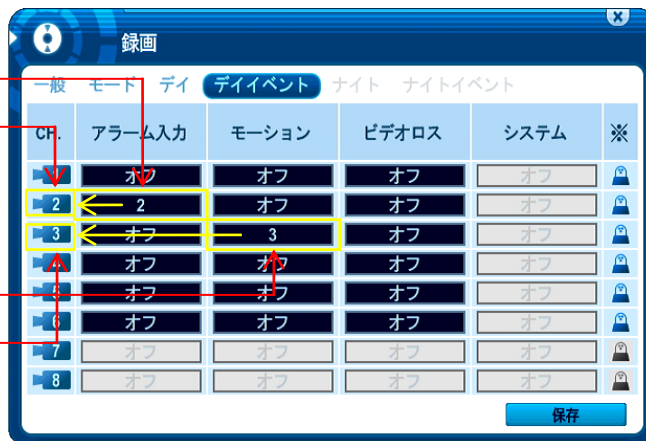 録画
一般 モード デイ デイイベント ナイト ナイトイベント
CH. アラーム入力 モーション ビデオロス システム ※
1 オフ オフ オフ オフ
2 2 オフ オフ オフ
3 オフ 3 オフ オフ
4 オフ オフ オフ オフ
5 オフ オフ オフ オフ
6 オフ オフ オフ オフ
7 オフ オフ オフ オフ
8 オフ オフ オフ オフ
保存